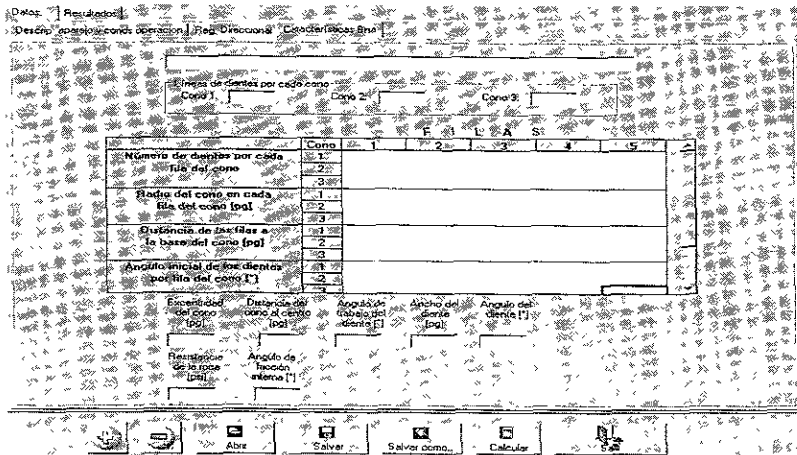 Datos Resultados
Descrip. aparejo y conds operación Reg. Direccional Características Bna
Líneas de dientes por cada cono
Cono 1: Cono 2: Cono 3:
F I L A S
Cono 1 2 3 4 5
Número de dientes por cada fila del cono 1 2 3
Radio del cono en cada fila del cono [pg] 1 2 3
Distancia de las filas a la base del cono [pg] 1 2 3
Angulo inicial de los dientes por fila del cono [°] 1 2
Excentricidad del cono [pg]
Distancia del cono al centro [pg]
Angulo de trabajo del diente [°]
Ancho del diente [pg]
Angulo del diente [°]
Resistencia de la roca [psi]
Angulo de fricción interna [°]
Abrir Salvar Salvar como... Calcular